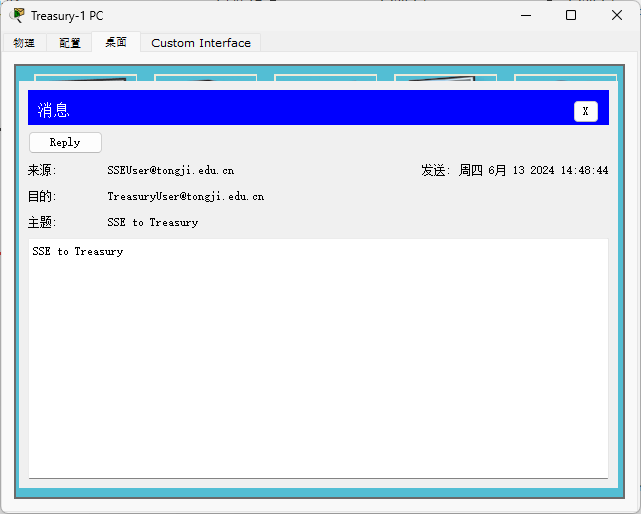 Treasury-1 PC
物理 配置 桌面 Custom Interface
消息 X
Reply
来源: SSEUser@tongji.edu.cn 发送: 周四 6月 13 2024 14:48:44
目的: TreasuryUser@tongji.edu.cn
主题: SSE to Treasury
SSE to Treasury